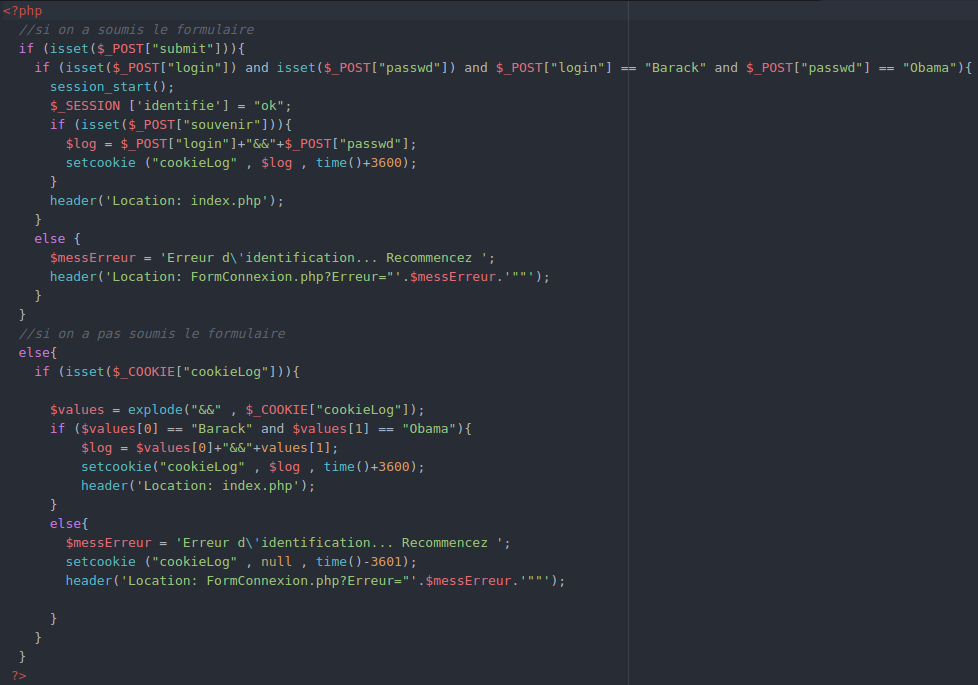 <?php
//si on a soumis le formulaire
if (isset($_POST["submit"])){
if (isset($_POST["login"]) and isset($_POST["passwd"]) and $_POST["login"] == "Barack" and $_POST["passwd"] == "Obama"){
session_start();
$_SESSION ['identifie'] = "ok";
if (isset($_POST["souvenir"])){
$log = $_POST["login"]+"&&"+$_POST["passwd"];
setcookie ("cookieLog" , $log , time()+3600);
}
header('Location: index.php');
}
else {
$messErreur = 'Erreur d\'identification... Recommencez ';
header('Location: FormConnexion.php?Erreur="'.$messErreur.'""');
}
}
//si on a pas soumis le formulaire
else{
if (isset($_COOKIE["cookieLog"])){
$values = explode("&&" , $_COOKIE["cookieLog"]);
if ($values[0] == "Barack" and $values[1] == "Obama"){
$log = $values[0]+"&&"+values[1];
setcookie("cookieLog" , $log , time()+3600);
header('Location: index.php');
}
else{
$messErreur = 'Erreur d\'identification... Recommencez ';
setcookie ("cookieLog" , null , time()-3601);
header('Location: FormConnexion.php?Erreur="'.$messErreur.'""');
}
}
}
?>